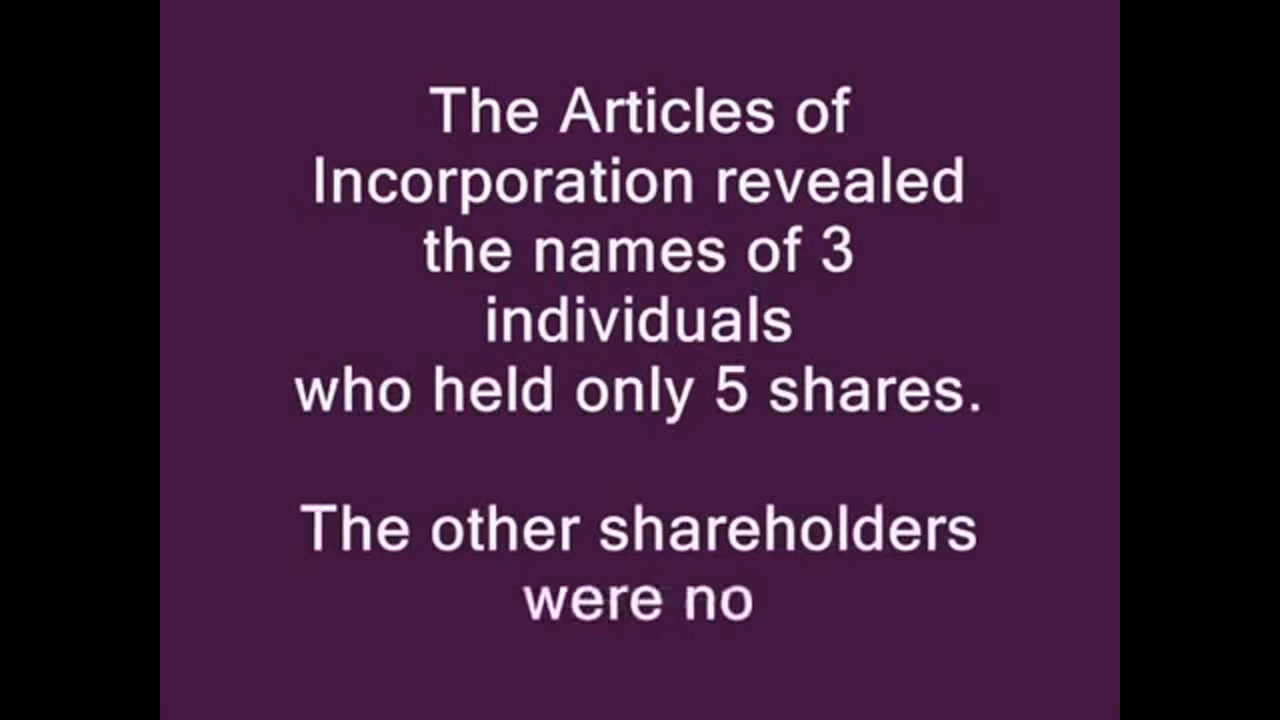 The Articles of
Incorporation revealed
the names of 3
individuals
who held only 5 shares.
The other shareholders
were no